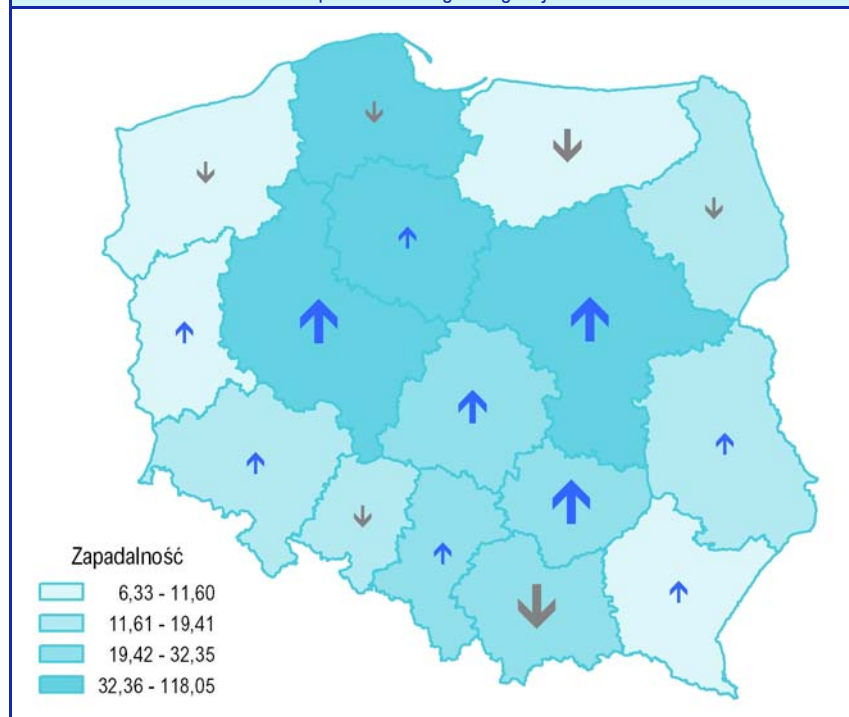 Zapadalność
6,33 - 11,60
11,61 - 19,41
19,42 - 32,35
32,36 - 118,05